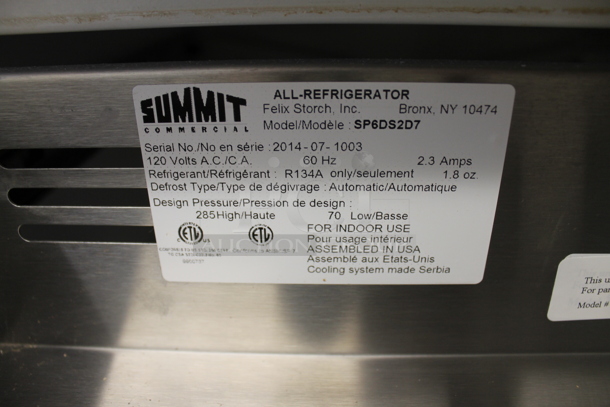 SUMMIT
COMMERCIAL
ALL-REFRIGERATOR
Felix Storch, Inc. Bronx, NY 10474
Model/Modèle : SP6DS2D7
Serial No./No en série : 2014-07-1003
120 Volts A.C./C.A. 60 Hz 2.3 Amps
Refrigerant/Réfrigérant : R134A only/seulement 1.8 oz.
Defrost Type/Type de dégivrage : Automatic/Automatique
Design Pressure/Pression de design :
285High/Haute 70 Low/Basse
FOR INDOOR USE
Pour usage intérieur
ASSEMBLED IN USA
Assemblé aux Etats-Unis
Cooling system made Serbia
ETL US
ETL
This u
For pa
Model #